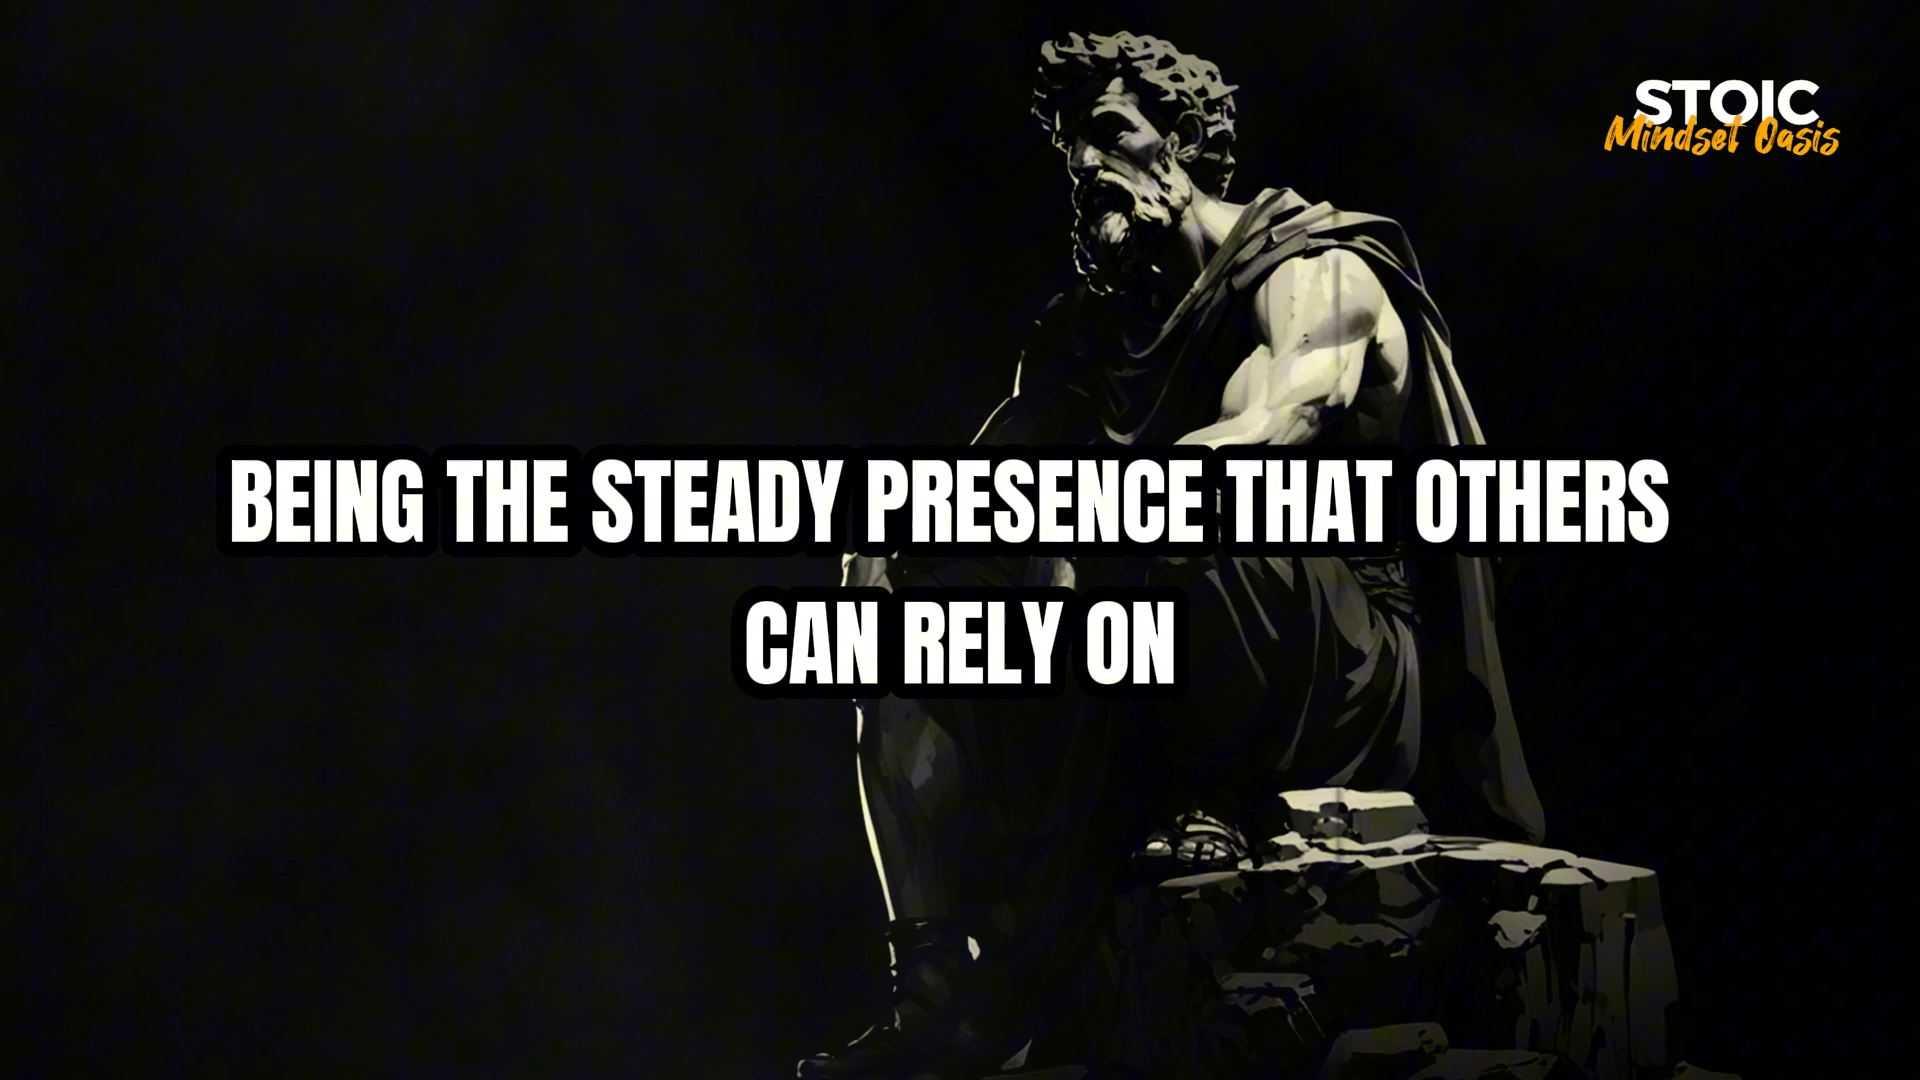 STOIC
Mindset Oasis
BEING THE STEADY PRESENCE THAT OTHERS
CAN RELY ON